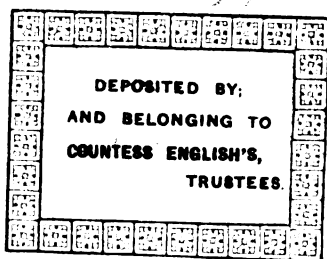 DEPOSITED BY;
AND BELONGING TO
COUNTESS ENGLISH'S,
TRUSTEES.